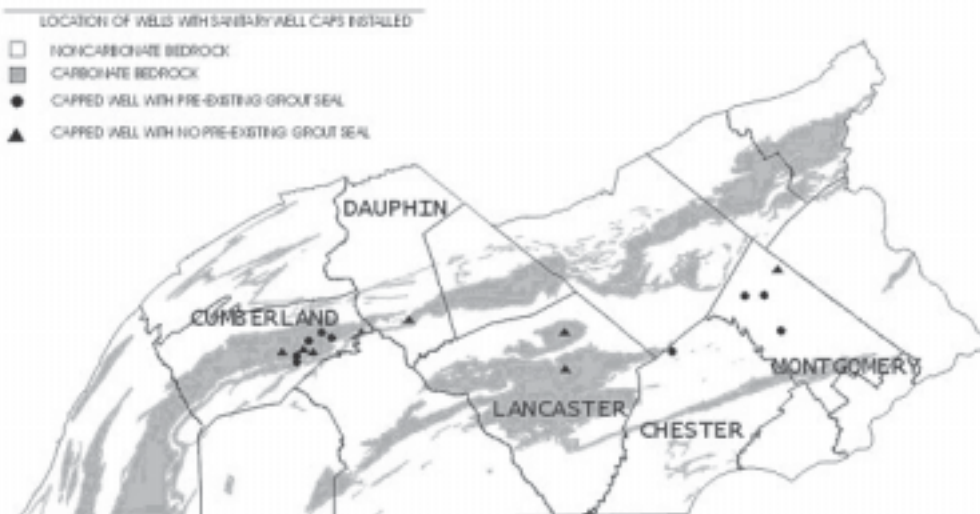 LOCATION OF WELLS WITH SANITARY WELL CAPS INSTALLED
NONCARBONATE BEDROCK
CARBONATE BEDROCK
CAPPED WELL WITH PRE-EXISTING GROUT SEAL
CAPPED WELL WITH NO PRE-EXISTING GROUT SEAL
DAUPHIN
CUMBERLAND
MONTGOMERY
LANCASTER
CHESTER